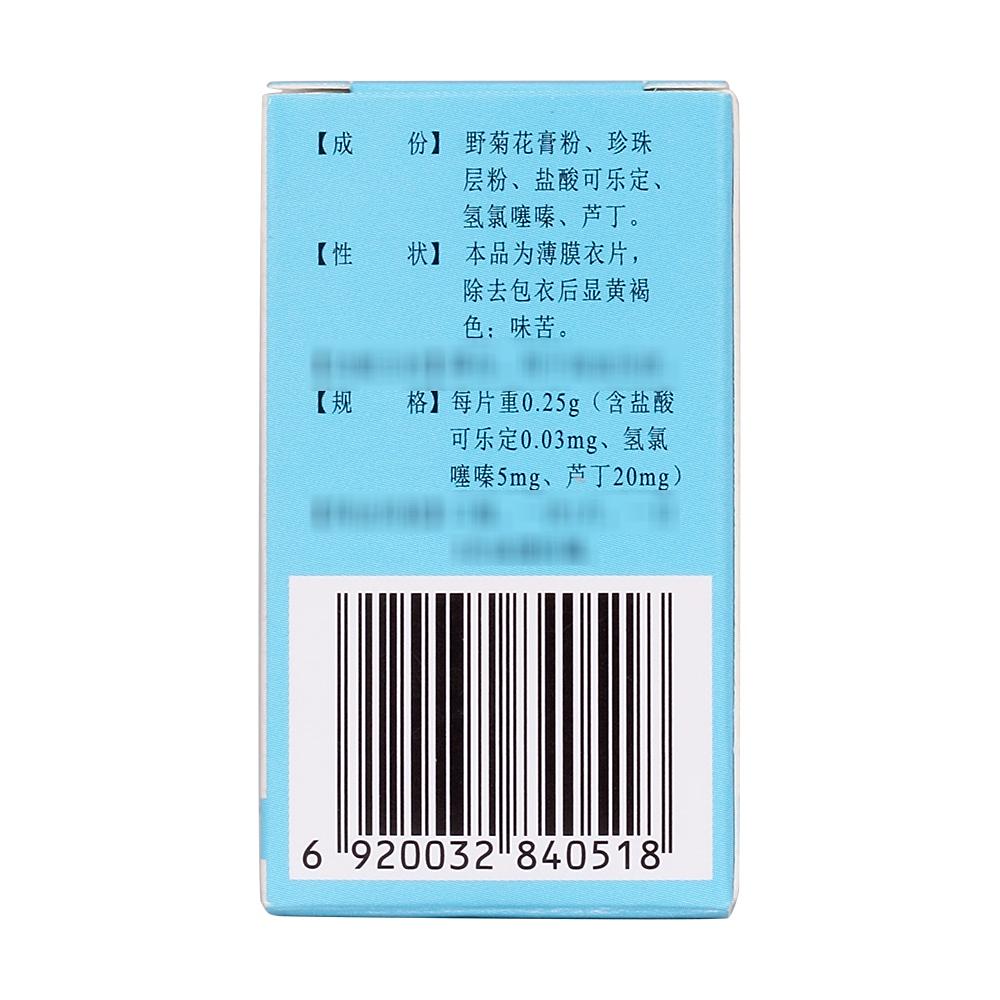 【成 份】 野菊花膏粉、珍珠
层粉、盐酸可乐定、
氢氯噻嗪、芦丁。
【性 状】 本品为薄膜衣片，
除去包衣后显黄褐
色；味苦。
【规 格】 每片重0.25g（含盐酸
可乐定0.03mg、氢氯
噻嗪5mg、芦丁20mg）
6 920032 840518